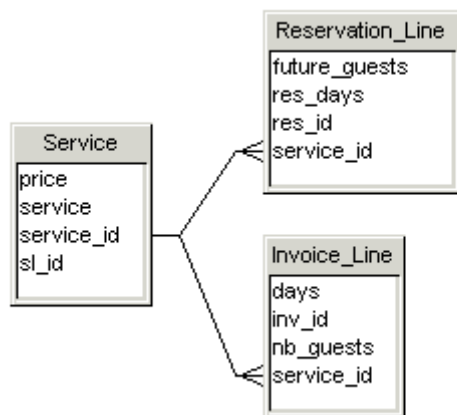 Reservation_Line
future_guests
res_days
res_id
service_id
Service
price
service
service_id
sl_id
Invoice_Line
days
inv_id
nb_guests
service_id